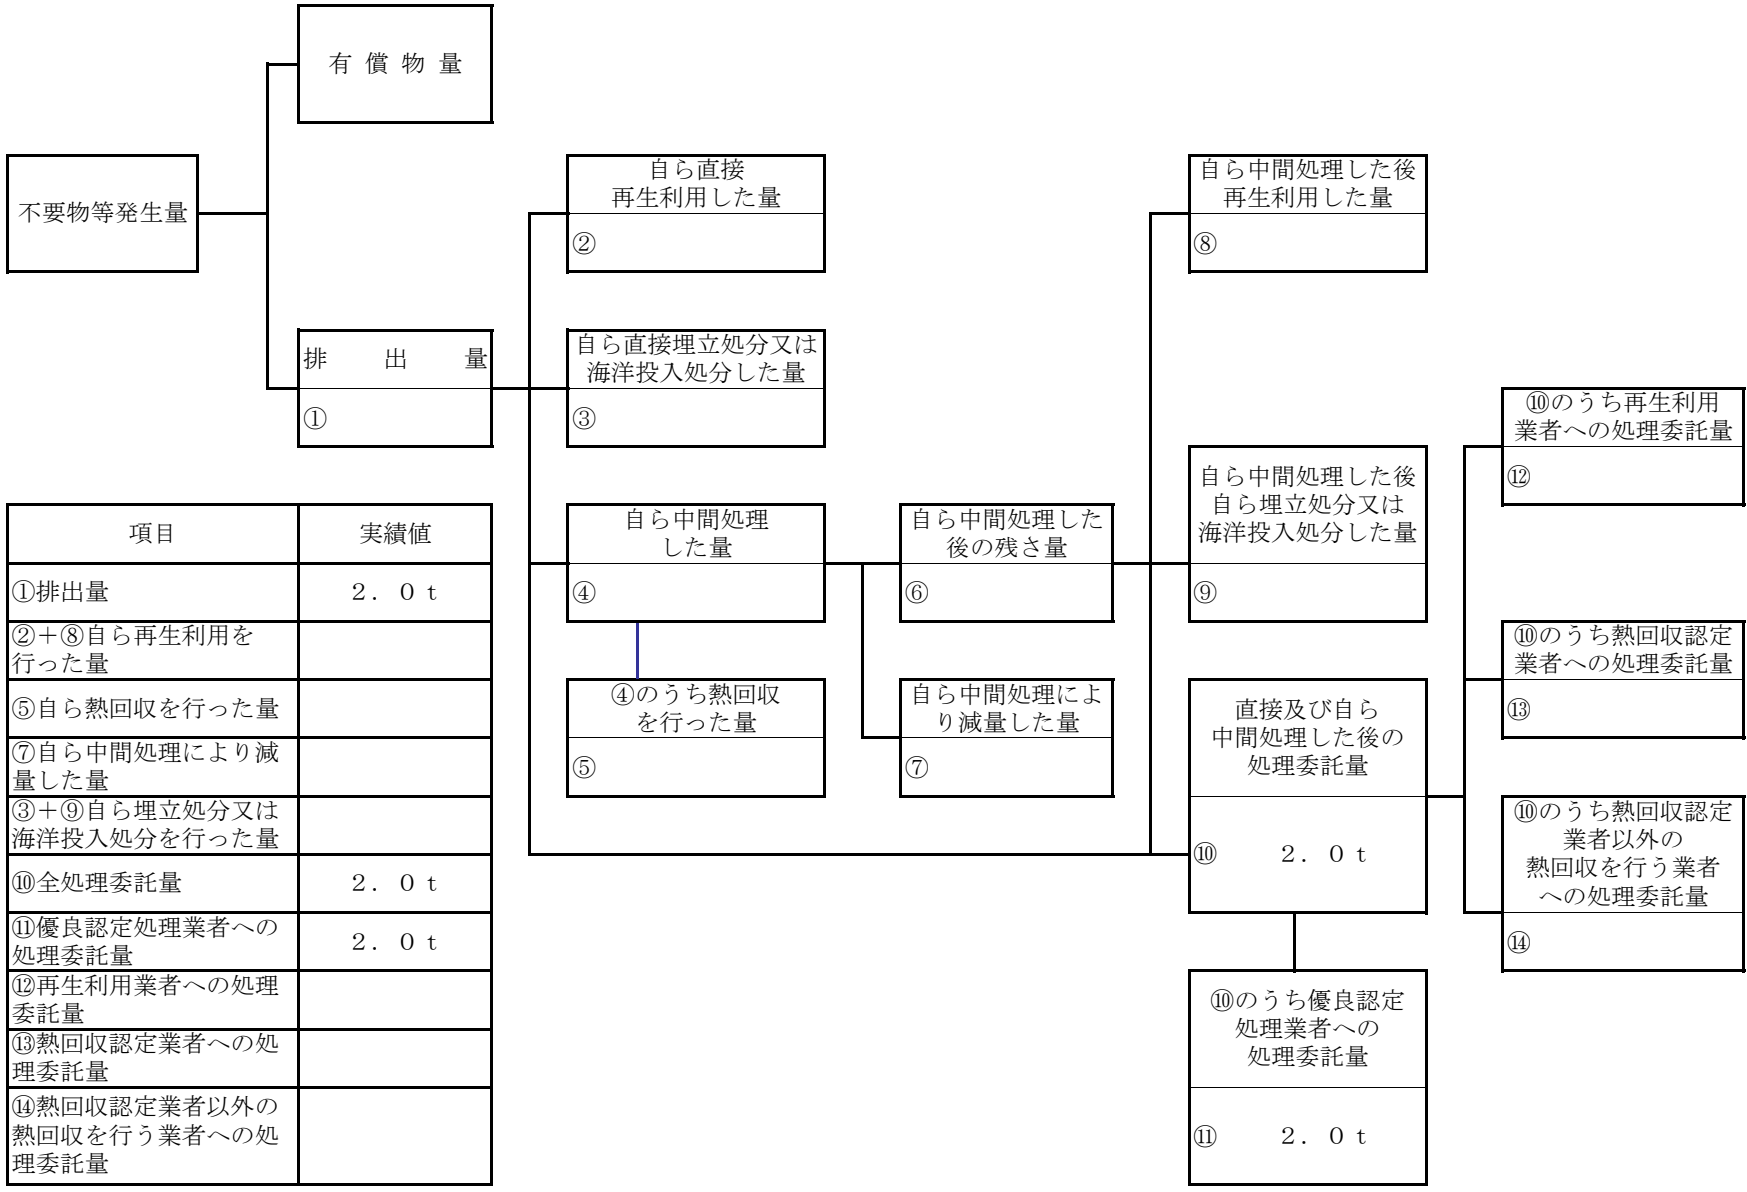 有償物量
不要物等発生量
自ら直接
再生利用した量
②
自ら中間処理した後
再生利用した量
⑧
排出量
①
自ら直接埋立処分又は
海洋投入処分した量
③
⑩のうち再生利用
業者への処理委託量
⑫
自ら中間処理
した量
④
自ら中間処理した
後の残さ量
⑥
自ら中間処理した後
自ら埋立処分又は
海洋投入処分した量
⑨
⑩のうち熱回収認定
業者への処理委託量
⑬
④のうち熱回収
を行った量
⑤
自ら中間処理によ
り減量した量
⑦
直接及び自ら
中間処理した後の
処理委託量
⑩ 2．0 t
⑩のうち熱回収認定
業者以外の
熱回収を行う業者
への処理委託量
⑭
⑩のうち優良認定
処理業者への
処理委託量
⑪ 2．0 t
項目 実績値
①排出量 2．0 t
②＋⑧自ら再生利用を
行った量
⑤自ら熱回収を行った量
⑦自ら中間処理により減
量した量
③＋⑨自ら埋立処分又は
海洋投入処分を行った量
⑩全処理委託量 2．0 t
⑪優良認定処理業者への
処理委託量 2．0 t
⑫再生利用業者への処理
委託量
⑬熱回収認定業者への処
理委託量
⑭熱回収認定業者以外の
熱回収を行う業者への処
理委託量